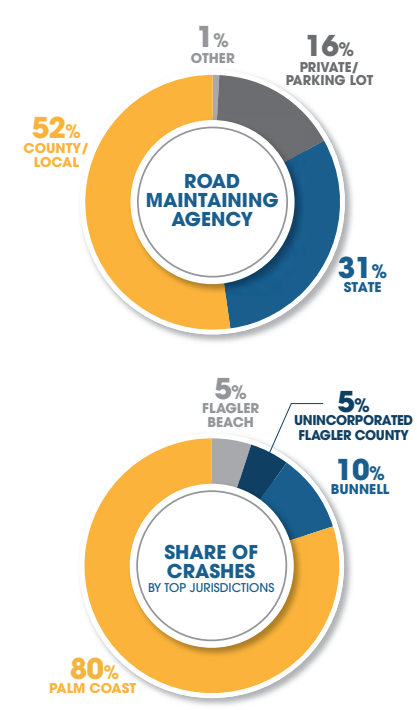 1%
OTHER
16%
PRIVATE/
PARKING LOT
52%
COUNTY/
LOCAL
ROAD
MAINTAINING
AGENCY
31%
STATE
5%
FLAGLER
BEACH
5%
UNINCORPORATED
FLAGLER COUNTY
10%
BUNNELL
SHARE OF
CRASHES
BY TOP JURISDICTIONS
80%
PALM COAST